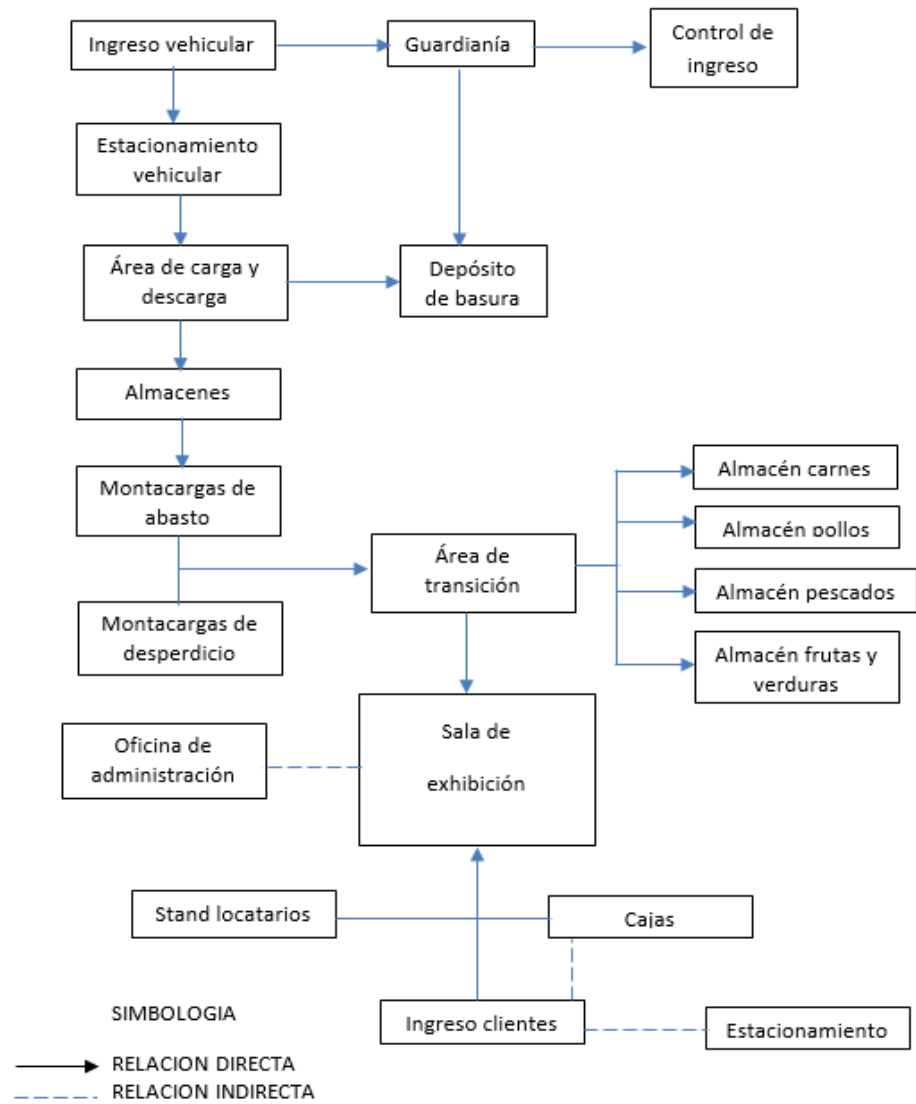 Ingreso vehicular
Guardianía
Control de
ingreso
Estacionamiento
vehicular
Área de carga y
descarga
Depósito
de basura
Almacenes
Montacargas de
abasto
Área de
transición
Montacargas de
desperdicio
Almacén carnes
Almacén pollos
Almacén pescados
Almacén frutas y
verduras
Oficina de
administración
Sala de
exhibición
Stand locatarios
Cajas
Ingreso clientes
Estacionamiento
SIMBOLOGIA
RELACION DIRECTA
RELACION INDIRECTA